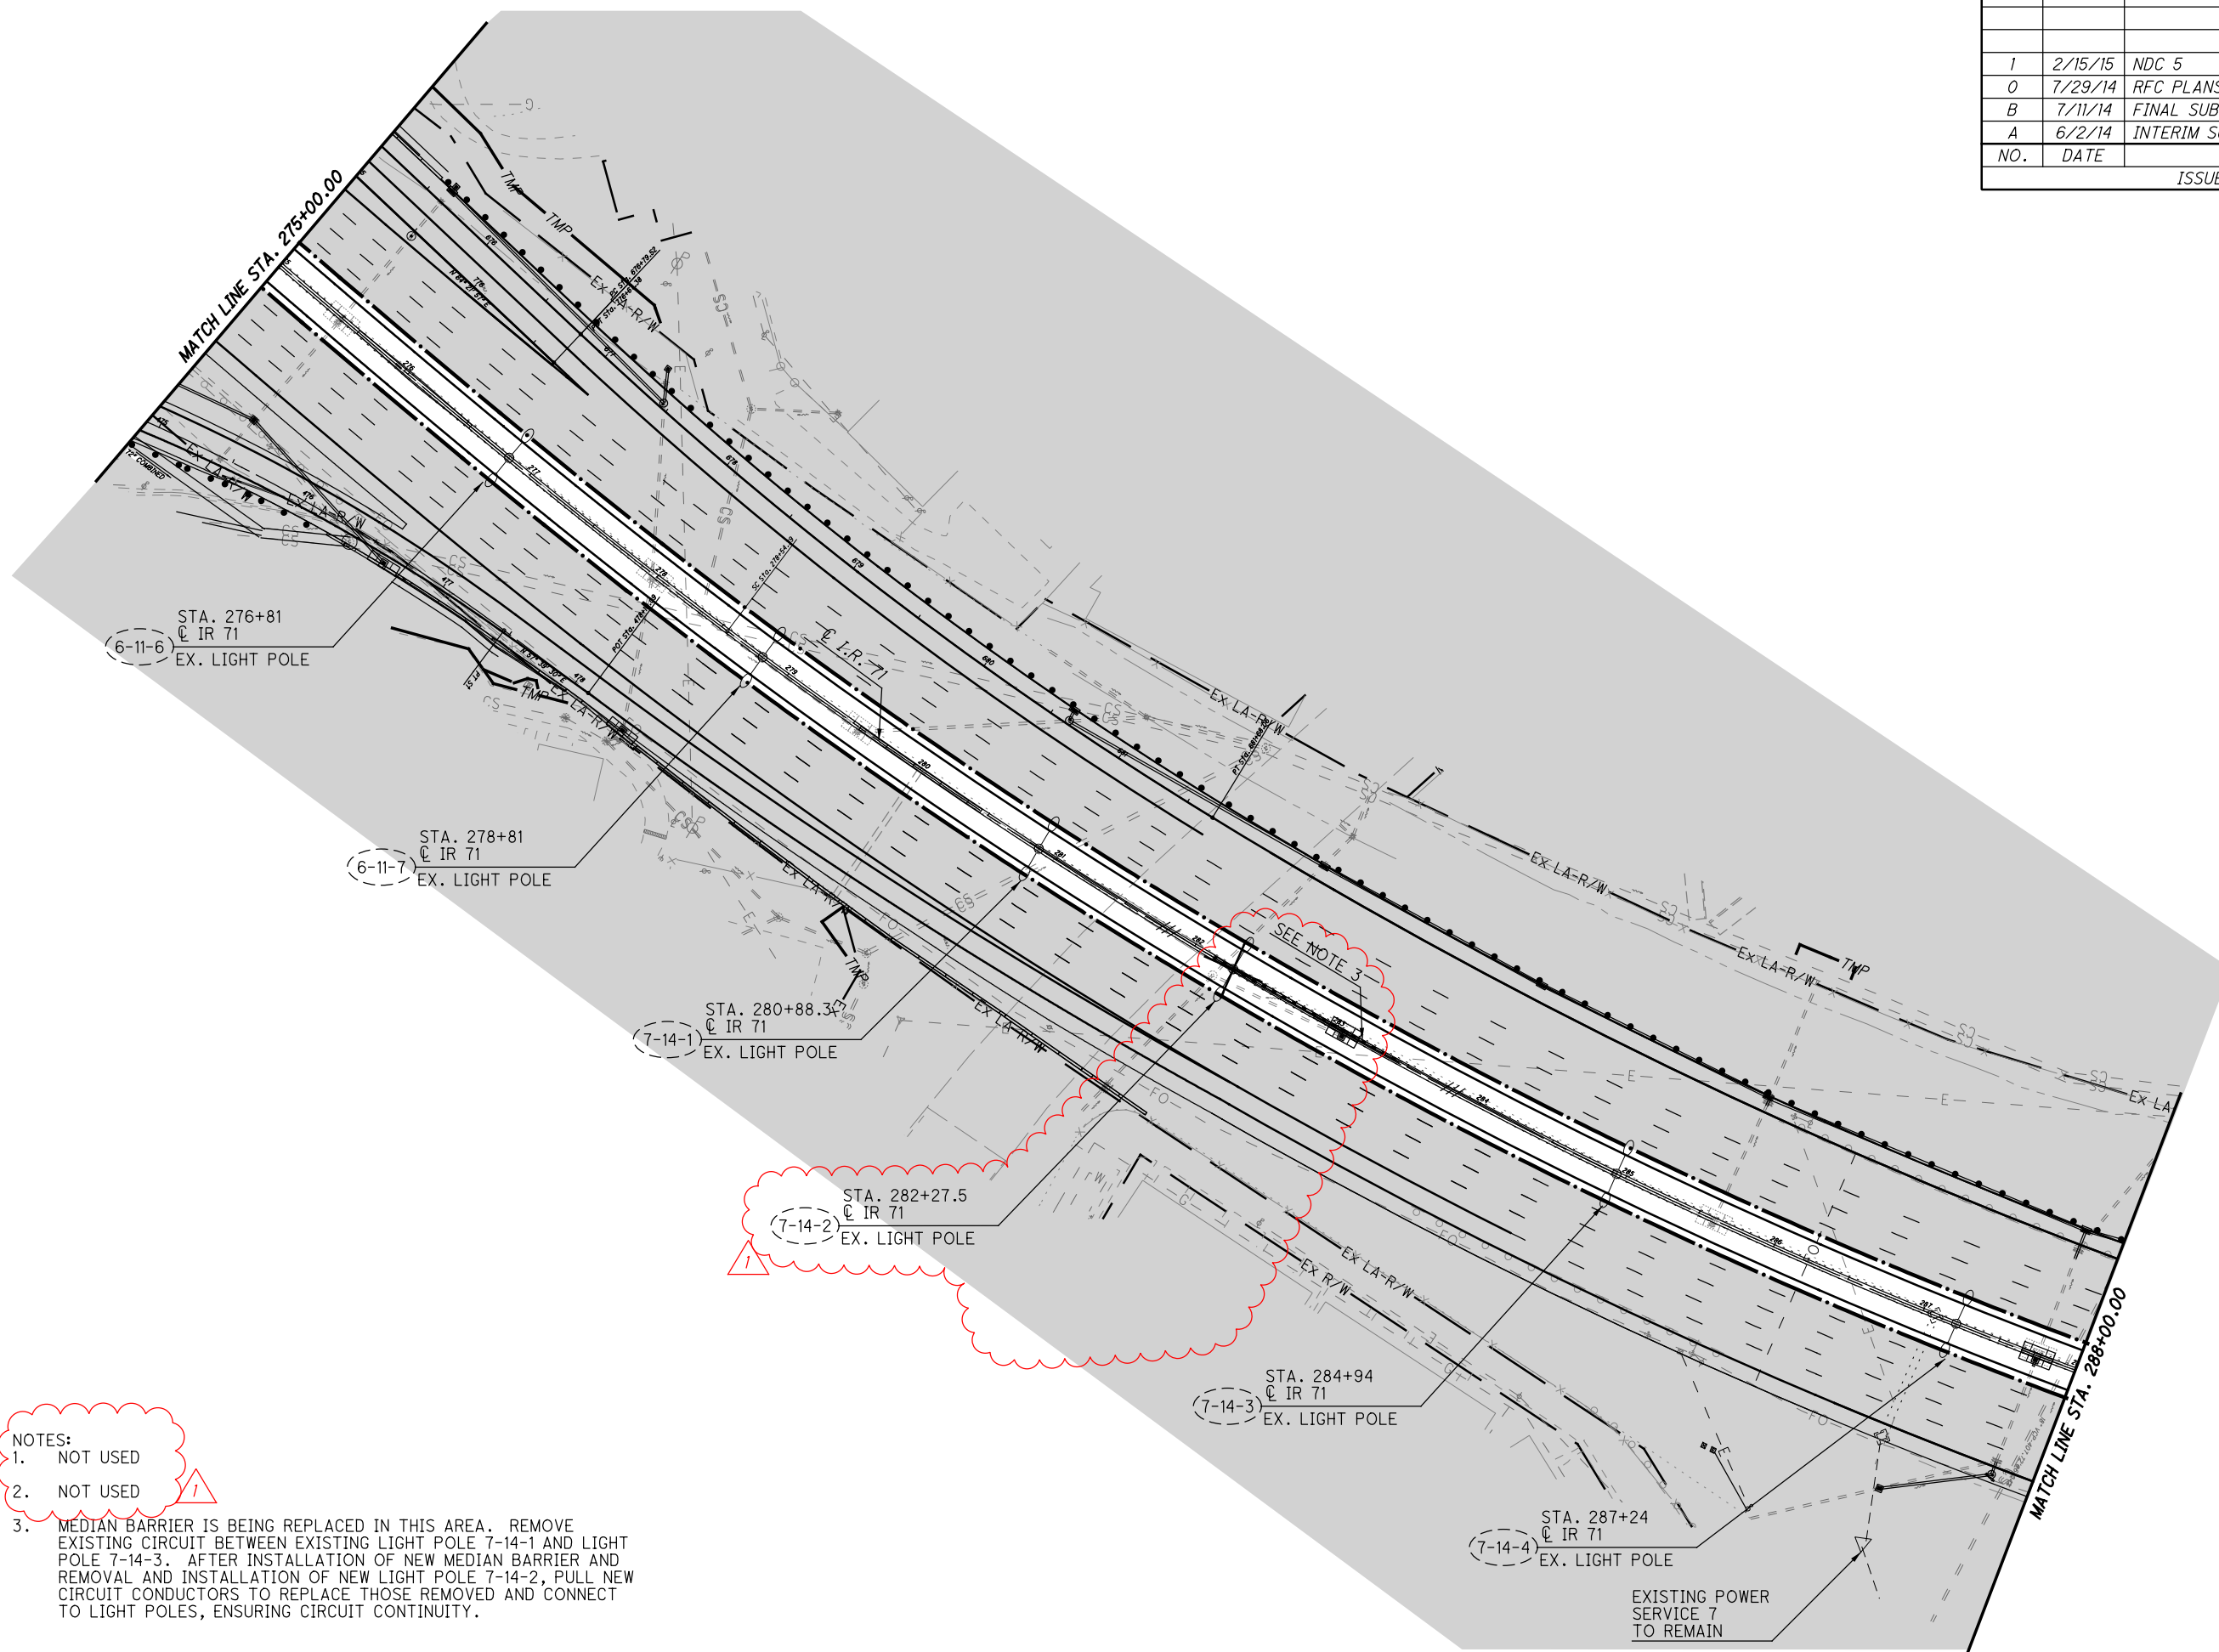 1 2/15/15 NDC 5
0 7/29/14 RFC PLANS
B 7/11/14 FINAL SUB
A 6/2/14 INTERIM S
NO. DATE
ISSUE
MATCH LINE STA. 275+00.00
TMP
TMP
EX LA-R/W
72" COMBINED
STA. 276+81
℄ IR 71
6-11-6
EX. LIGHT POLE
℄ I.R. 71
EX LA-R/W
EX LA-R/W
TMP
STA. 278+81
℄ IR 71
6-11-7
EX. LIGHT POLE
EX LA-R/W
TMP
EX LA-R/W
STA. 280+88.3
℄ IR 71
7-14-1
EX. LIGHT POLE
SEE NOTE 3
EX LA-R/W
EX LA-R/W
TMP
EX LA
STA. 282+27.5
℄ IR 71
7-14-2
EX. LIGHT POLE
1
EX LA-R/W
EX R/W
STA. 284+94
℄ IR 71
7-14-3
EX. LIGHT POLE
MATCH LINE STA. 288+00.00
STA. 287+24
℄ IR 71
7-14-4
EX. LIGHT POLE
EXISTING POWER
SERVICE 7
TO REMAIN
NOTES:
1. NOT USED
2. NOT USED
1
3. MEDIAN BARRIER IS BEING REPLACED IN THIS AREA. REMOVE
EXISTING CIRCUIT BETWEEN EXISTING LIGHT POLE 7-14-1 AND LIGHT
POLE 7-14-3. AFTER INSTALLATION OF NEW MEDIAN BARRIER AND
REMOVAL AND INSTALLATION OF NEW LIGHT POLE 7-14-2, PULL NEW
CIRCUIT CONDUCTORS TO REPLACE THOSE REMOVED AND CONNECT
TO LIGHT POLES, ENSURING CIRCUIT CONTINUITY.